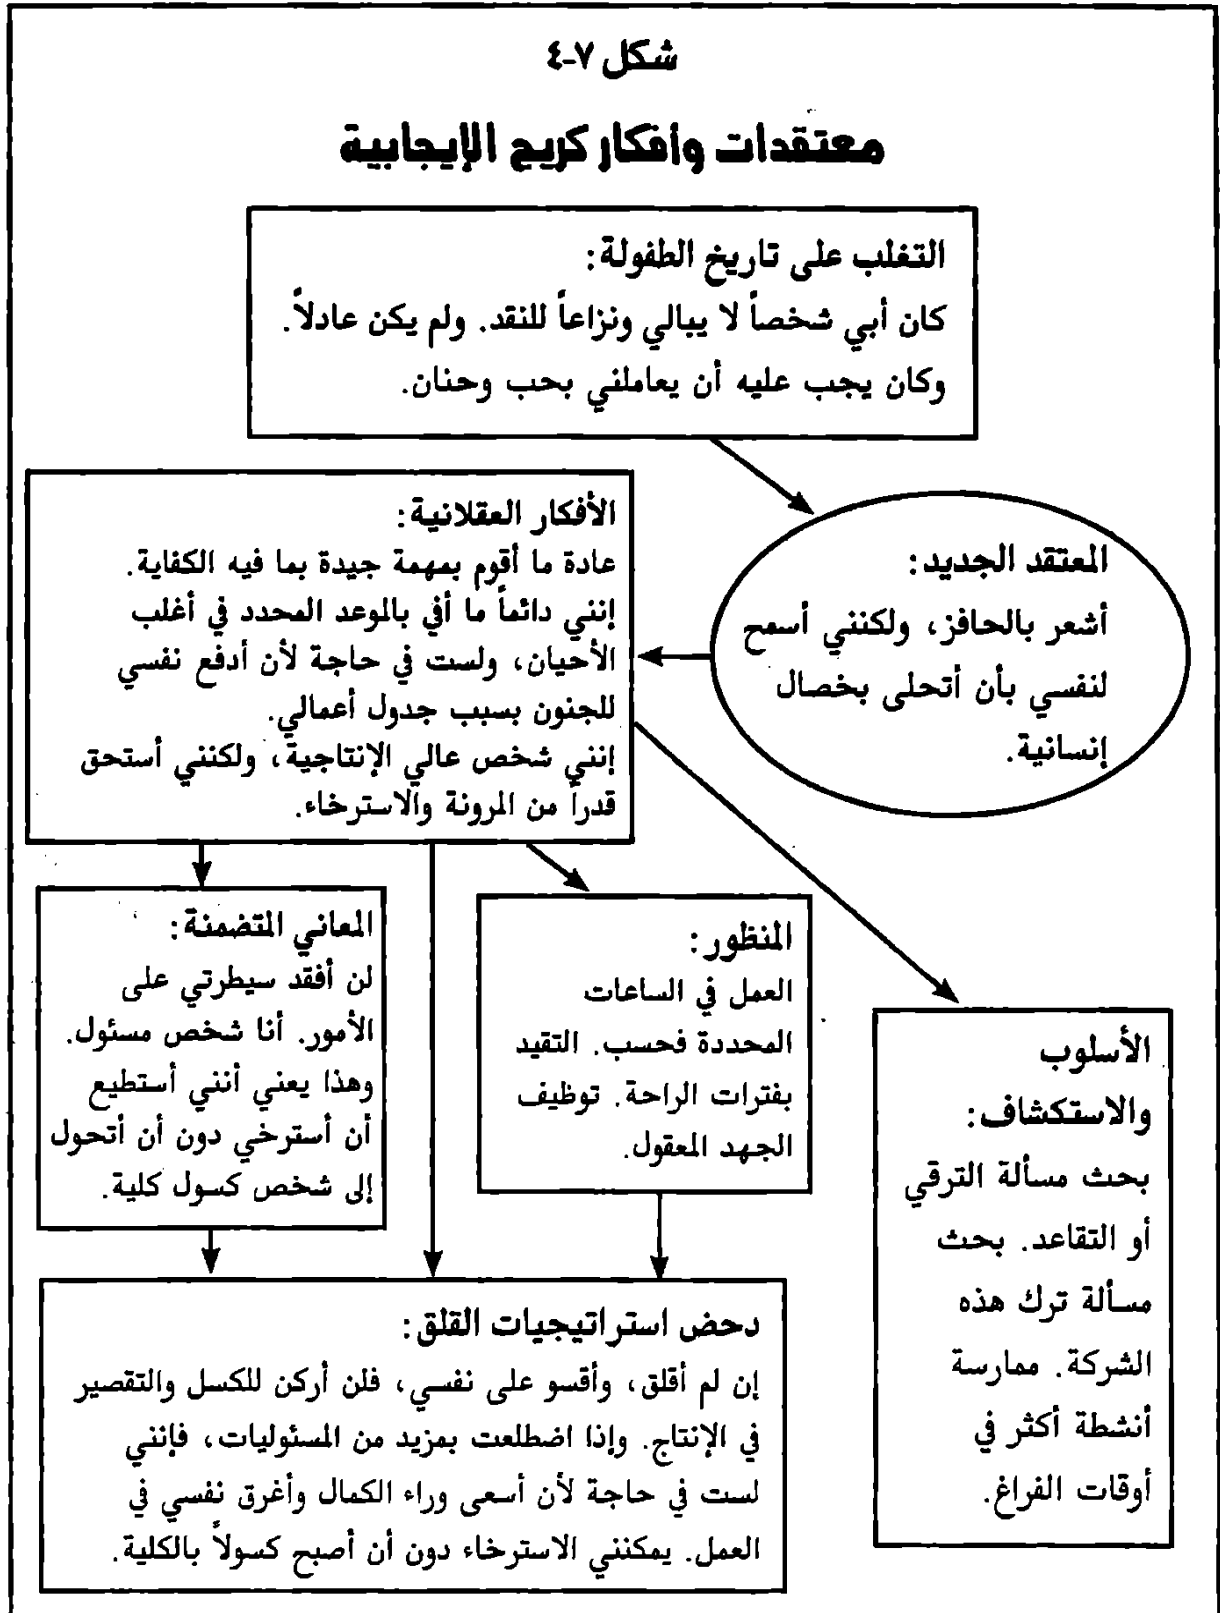 شكل ٧-٤
معتقدات وأفكار كريج الإيجابية
التغلب على تاريخ الطفولة:
كان أبي شخصاً لا يبالي ونزاعاً للنقد. ولم يكن عادلاً.
وكان يجب عليه أن يعاملني بحب وحنان.
المعتقد الجديد:
أشعر بالحافز، ولكنني أسمح
لنفسي بأن أتحلى بخصال
إنسانية.
الأفكار العقلانية:
عادة ما أقوم بمهمة جيدة بما فيه الكفاية.
إنني دائماً ما أفي بالموعد المحدد في أغلب
الأحيان، ولست في حاجة لأن أدفع نفسي
للجنون بسبب جدول أعمالي.
إنني شخص عالي الإنتاجية، ولكنني أستحق
قدراً من المرونة والاسترخاء.
الأسلوب
والاستكشاف:
بحث مسألة الترقي
أو التقاعد. بحث
مسألة ترك هذه
الشركة. ممارسة
أنشطة أكثر في
أوقات الفراغ.
المنظور:
العمل في الساعات
المحددة فحسب. التقيد
بفترات الراحة. توظيف
الجهد المعقول.
المعاني المتضمنة:
لن أفقد سيطرتي على
الأمور. أنا شخص مسئول.
وهذا يعني أنني أستطيع
أن أسترخي دون أن أتحول
إلى شخص كسول كلية.
دحض استراتيجيات القلق:
إن لم أقلق، وأقسو على نفسي، فلن أركن للكسل والتقصير
في الإنتاج. وإذا اضطلعت بمزيد من المسئوليات، فإنني
لست في حاجة لأن أسعى وراء الكمال وأغرق نفسي في
العمل. يمكنني الاسترخاء دون أن أصبح كسولاً بالكلية.